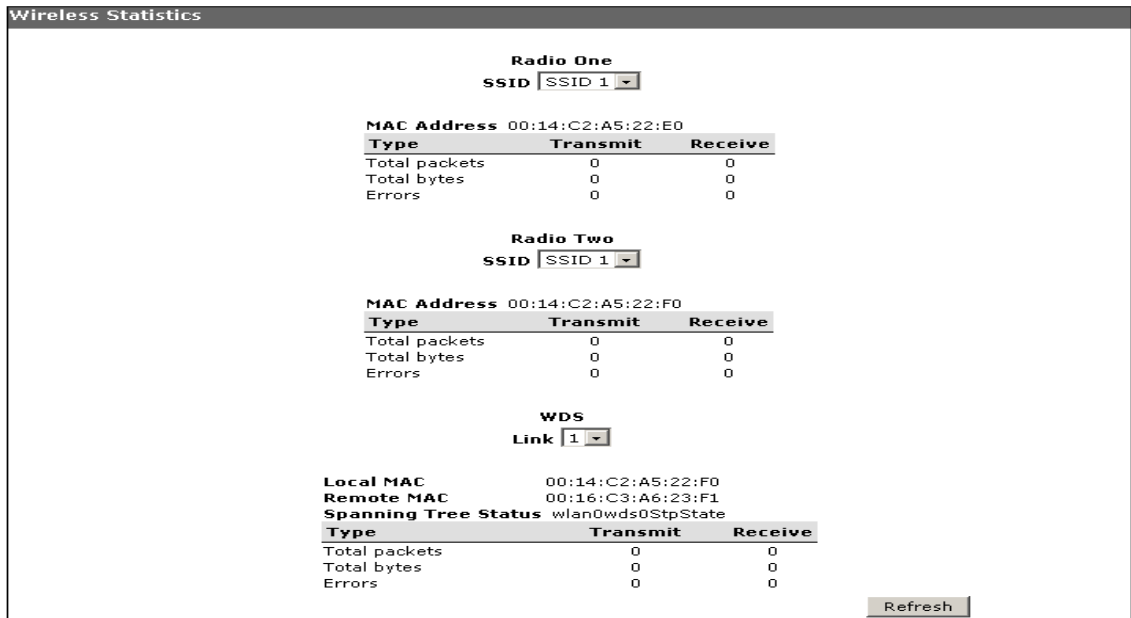 Wireless Statistics
Radio One
SSID SSID 1
MAC Address 00:14:C2:A5:22:E0
Type Transmit Receive
Total packets 0 0
Total bytes 0 0
Errors 0 0
Radio Two
SSID SSID 1
MAC Address 00:14:C2:A5:22:F0
Type Transmit Receive
Total packets 0 0
Total bytes 0 0
Errors 0 0
WDS
Link 1
Local MAC 00:14:C2:A5:22:F0
Remote MAC 00:16:C3:A6:23:F1
Spanning Tree Status wlan0wds0StpState
Type Transmit Receive
Total packets 0 0
Total bytes 0 0
Errors 0 0
Refresh